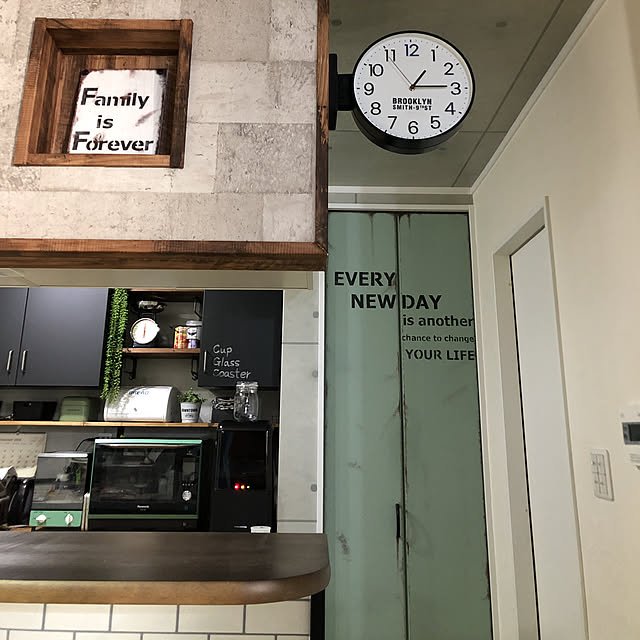 Family
is
Forever
12
11 1
10 2
9 3
8 4
7 5
6
BROOKLYN
SMITH-9THST
EVERY
NEW DAY
is another
chance to change
YOUR LIFE
Cup
Glass
Coaster
Panasonic